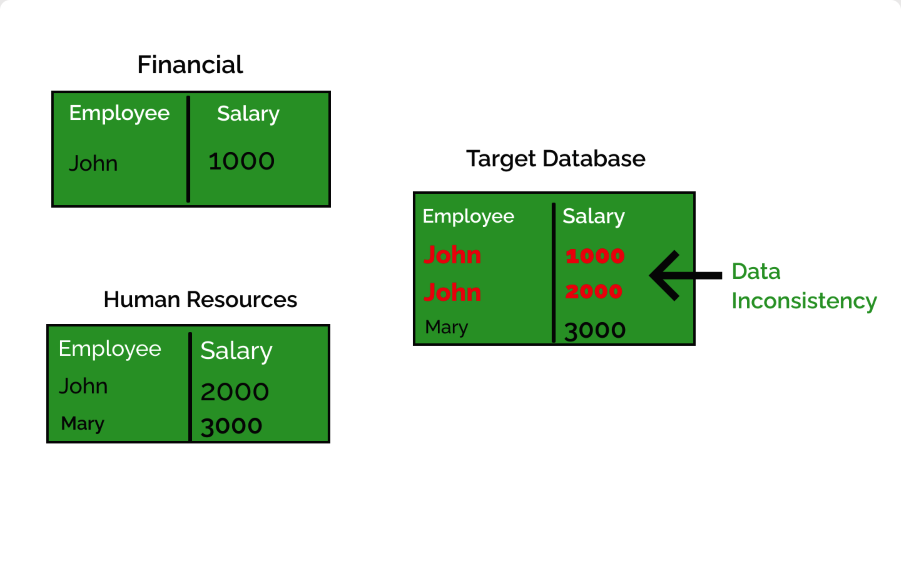 Financial
Employee Salary
John 1000
Human Resources
Employee Salary
John 2000
Mary 3000
Target Database
Employee Salary
John 1000
John 2000
Mary 3000
Data
Inconsistency